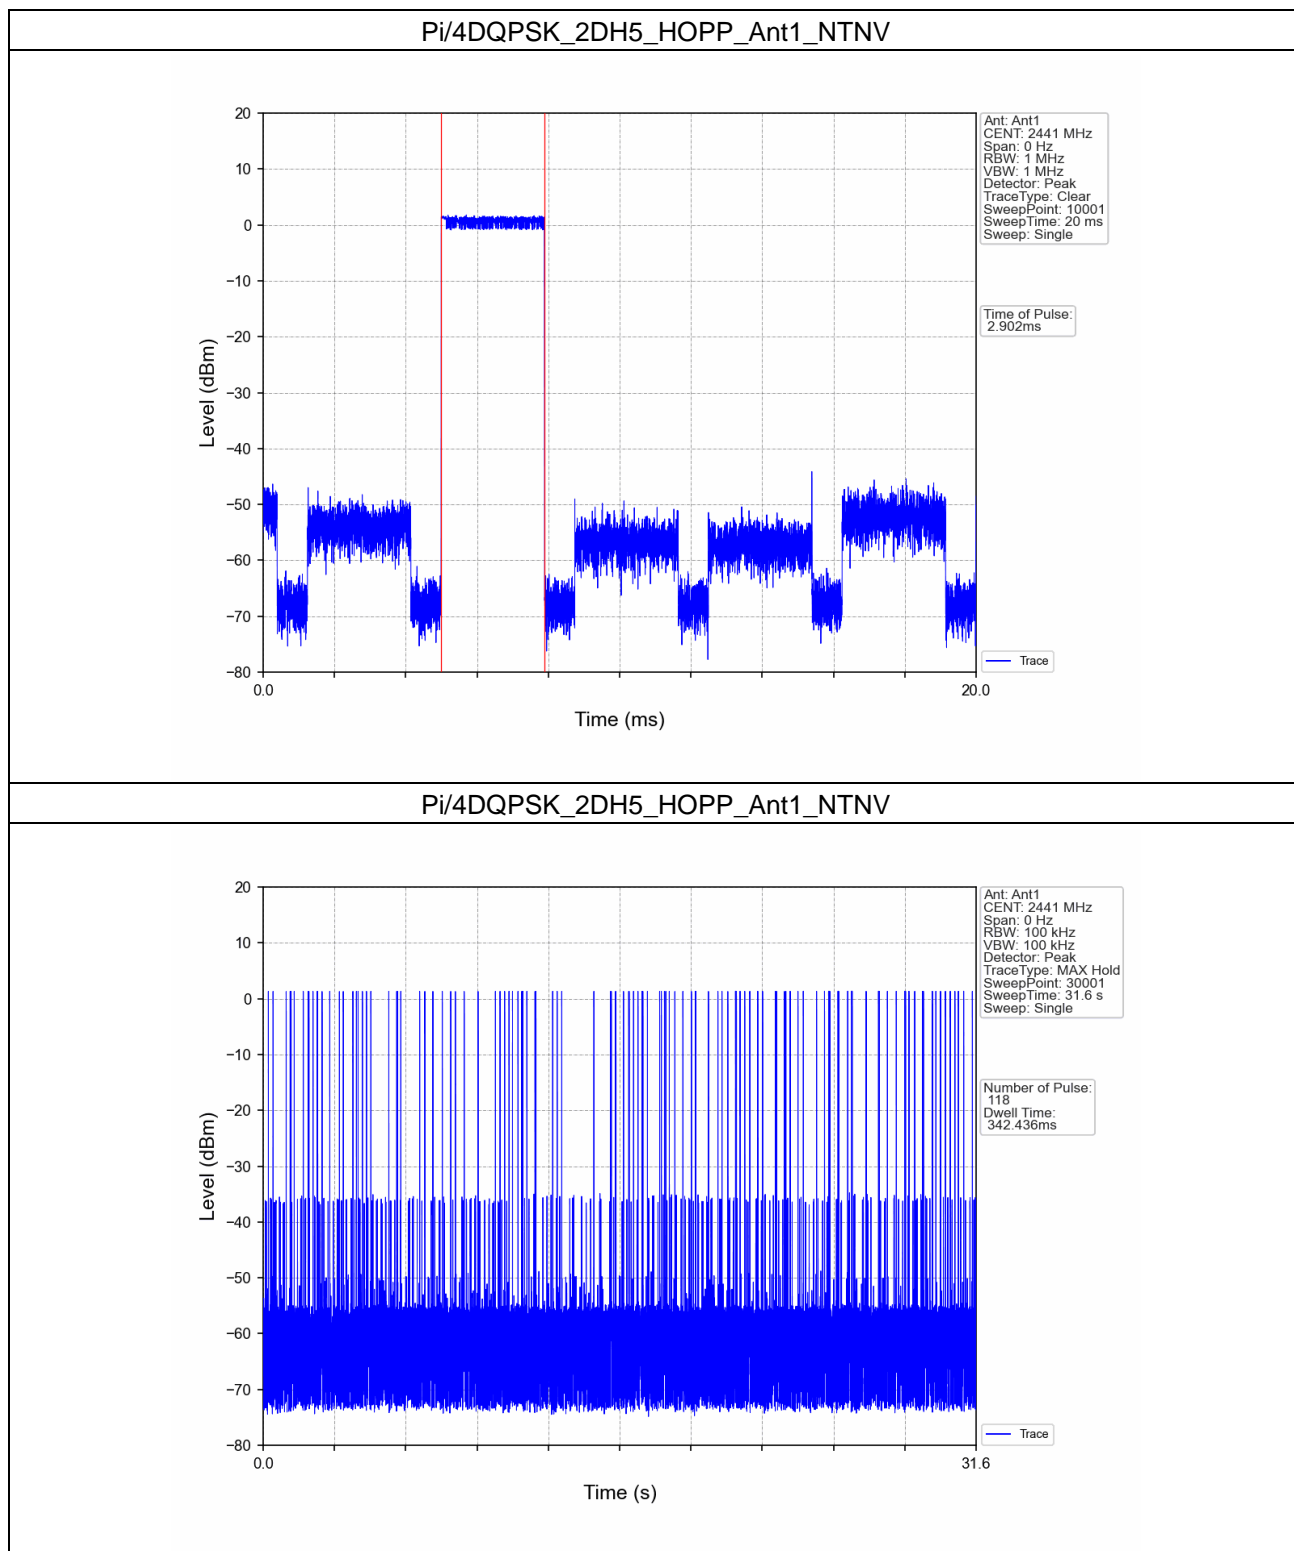 Pi/4DQPSK_2DH5_HOPP_Ant1_NTNV
20
10
0
−10
−20
−30
−40
−50
−60
−70
−80
Level (dBm)
0.0
20.0
Time (ms)
Ant: Ant1
CENT: 2441 MHz
Span: 0 Hz
RBW: 1 MHz
VBW: 1 MHz
Detector: Peak
TraceType: Clear
SweepPoint: 10001
SweepTime: 20 ms
Sweep: Single
Time of Pulse:
2.902ms
Trace
Pi/4DQPSK_2DH5_HOPP_Ant1_NTNV
20
10
0
−10
−20
−30
−40
−50
−60
−70
−80
Level (dBm)
0.0
31.6
Time (s)
Ant: Ant1
CENT: 2441 MHz
Span: 0 Hz
RBW: 100 kHz
VBW: 100 kHz
Detector: Peak
TraceType: MAX Hold
SweepPoint: 30001
SweepTime: 31.6 s
Sweep: Single
Number of Pulse:
118
Dwell Time:
342.436ms
Trace